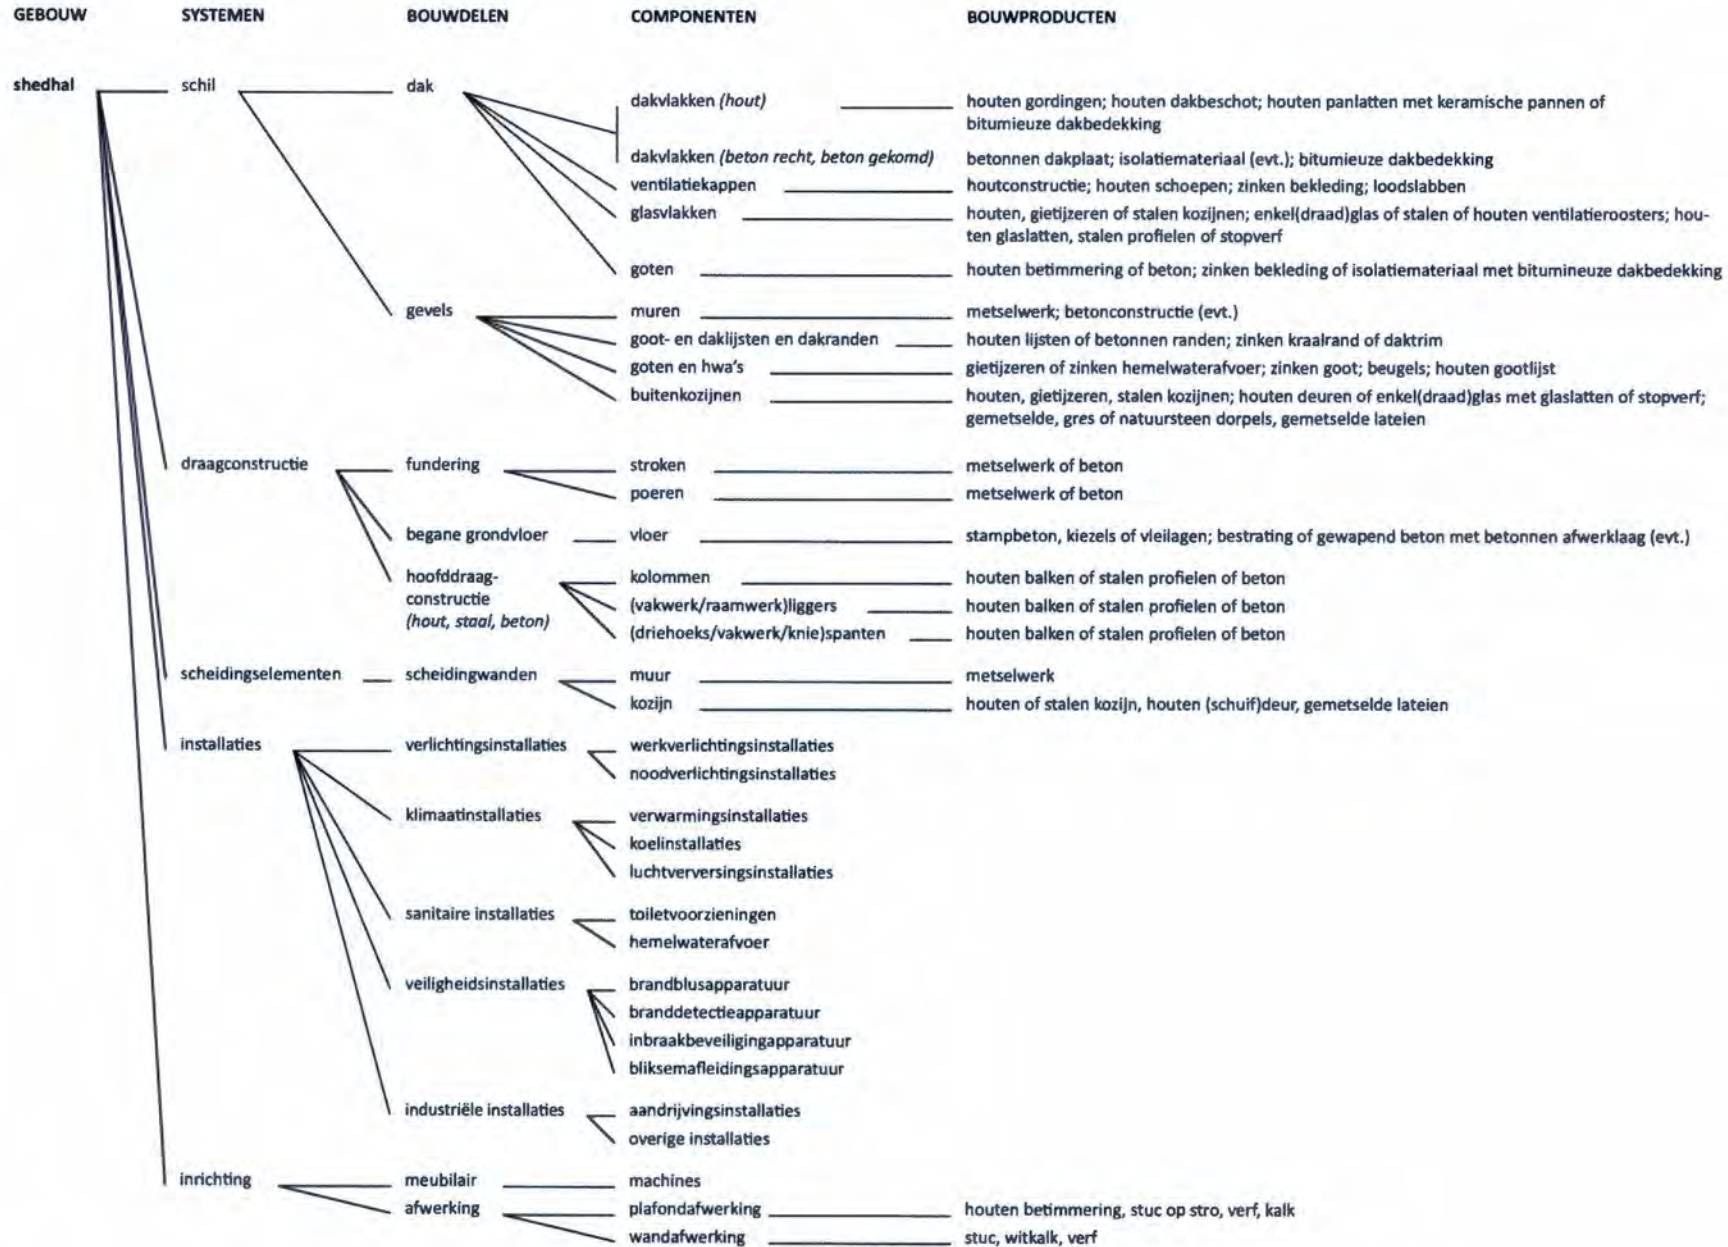 GEBOUW SYSTEMEN BOUWDELEN COMPONENTEN BOUWPRODUCTEN
shedhal schil dak dakvlakken (hout) houten gordingen; houten dakbeschot; houten panlatten met keramische pannen of
bitumieuze dakbedekking
dakvlakken (beton recht, beton gekomd) betonnen dakplaat; isolatiemateriaal (evt.); bitumieuze dakbedekking
ventilatiekappen houtconstructie; houten schoepen; zinken bekleding; loodslabben
glasvlakken houten, gietijzeren of stalen kozijnen; enkel(draad)glas of stalen of houten ventilatieroosters; hou-
ten glaslatten, stalen profielen of stopverf
goten houten betimmering of beton; zinken bekleding of isolatiemateriaal met bitumineuze dakbedekking
gevels muren metselwerk; betonconstructie (evt.)
goot- en daklijsten en dakranden houten lijsten of betonnen randen; zinken kraalrand of daktrim
goten en hwa's gietijzeren of zinken hemelwaterafvoer; zinken goot; beugels; houten gootlijst
buitenkozijnen houten, gietijzeren, stalen kozijnen; houten deuren of enkel(draad)glas met glaslatten of stopverf;
gemetselde, gres of natuursteen dorpels, gemetselde lateien
draagconstructie fundering stroken metselwerk of beton
poeren metselwerk of beton
begane grondvloer vloer stampbeton, kiezels of vleilagen; bestrating of gewapend beton met betonnen afwerklaag (evt.)
hoofddraag- kolommen houten balken of stalen profielen of beton
constructie (vakwerk/raamwerk)liggers houten balken of stalen profielen of beton
(hout, staal, beton) (driehoeks/vakwerk/knie)spanten houten balken of stalen profielen of beton
scheidingselementen scheidingwanden muur metselwerk
kozijn houten of stalen kozijn, houten (schuif)deur, gemetselde lateien
installaties verlichtingsinstallaties werkverlichtingsinstallaties
noodverlichtingsinstallaties
klimaatinstallaties verwarmingsinstallaties
koelinstallaties
luchtverversingsinstallaties
sanitaire installaties toiletvoorzieningen
hemelwaterafvoer
veiligheidsinstallaties brandblusapparatuur
branddetectieapparatuur
inbraakbeveiligingapparatuur
bliksemafleidingsapparatuur
industriële installaties aandrijvingsinstallaties
overige installaties
inrichting meubilair machines
afwerking plafondafwerking houten betimmering, stuc op stro, verf, kalk
wandafwerking stuc, witkalk, verf